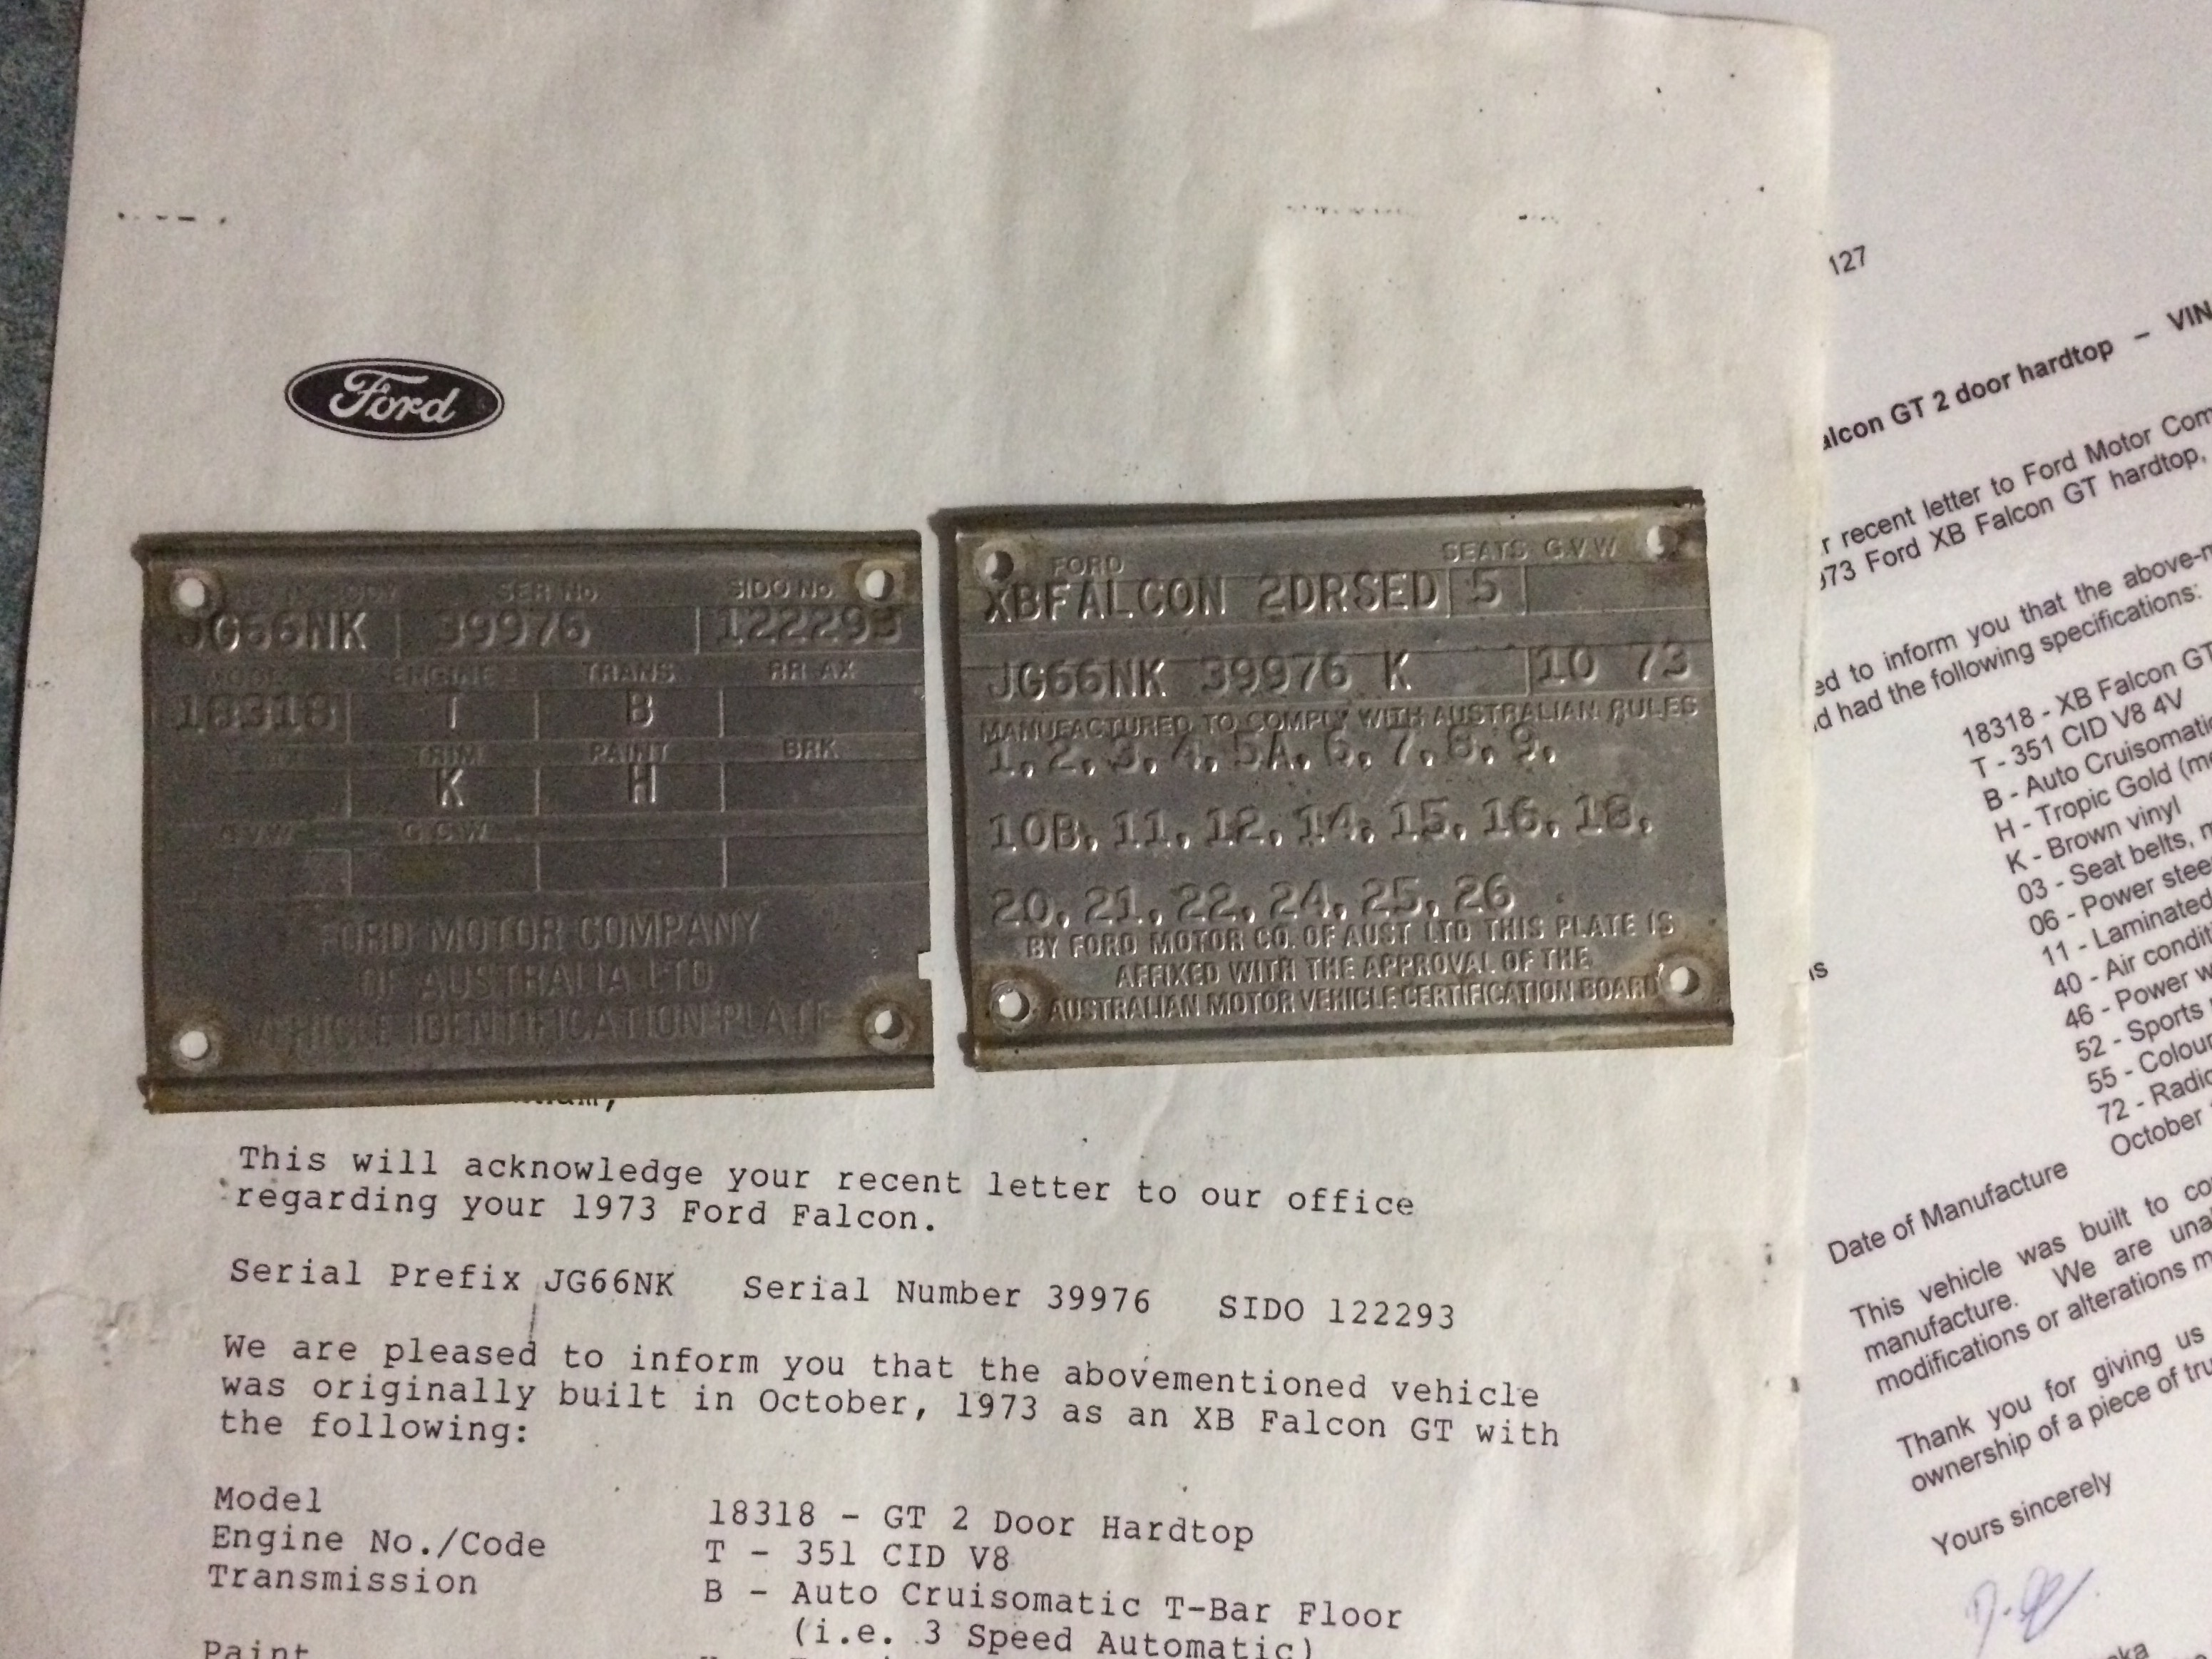 Ford
SER No. SIDO No.
JG66NK 39976 122293
MODEL ENGINE TRANS RR AX
18318 T B
TRIM PAINT BRK
K H
G.V.W. G.C.W.
FORD MOTOR COMPANY
OF AUSTRALIA LTD
VEHICLE IDENTIFICATION PLATE
FORD SEATS G.V.W
XBFALCON 2DRSED 5
JG66NK 39976 K 10 73
MANUFACTURED TO COMPLY WITH AUSTRALIAN RULES
1, 2, 3, 4, 5A, 6, 7, 8, 9,
10B, 11, 12, 14, 15, 16, 18,
20, 21, 22, 24, 25, 26
BY FORD MOTOR CO. OF AUST LTD THIS PLATE IS
AFFIXED WITH THE APPROVAL OF THE
AUSTRALIAN MOTOR VEHICLE CERTIFICATION BOARD
This will acknowledge your recent letter to our office
regarding your 1973 Ford Falcon.
Serial Prefix JG66NK Serial Number 39976 SIDO 122293
We are pleased to inform you that the abovementioned vehicle
was originally built in October, 1973 as an XB Falcon GT with
the following:
Model 18318 - GT 2 Door Hardtop
Engine No./Code T - 351 CID V8
Transmission B - Auto Cruisomatic T-Bar Floor
(i.e. 3 Speed Automatic)
Paint
127
alcon GT 2 door hardtop – VIN
r recent letter to Ford Motor Com
973 Ford XB Falcon GT hardtop,
ed to inform you that the above-m
d had the following specifications:
18318 - XB Falcon GT
T - 351 CID V8 4V
B - Auto Cruisomatic
H - Tropic Gold (me
K - Brown vinyl
03 - Seat belts,
06 - Power stee
11 - Laminated
40 - Air condit
46 - Power w
52 - Sports
55 - Colour
72 - Radio
Date of Manufacture October
This vehicle was built to co
manufacture. We are una
modifications or alterations m
Thank you for giving us
ownership of a piece of tru
Yours sincerely